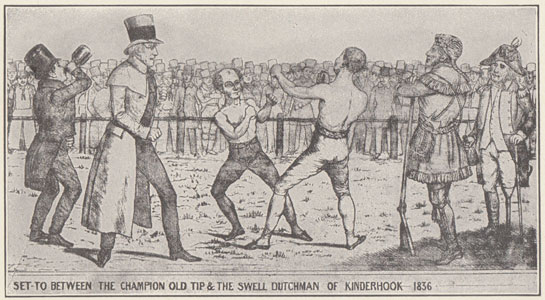 SET-TO BETWEEN THE CHAMPION OLD TIP & THE SWELL DUTCHMAN OF KINDERHOOK — 1836